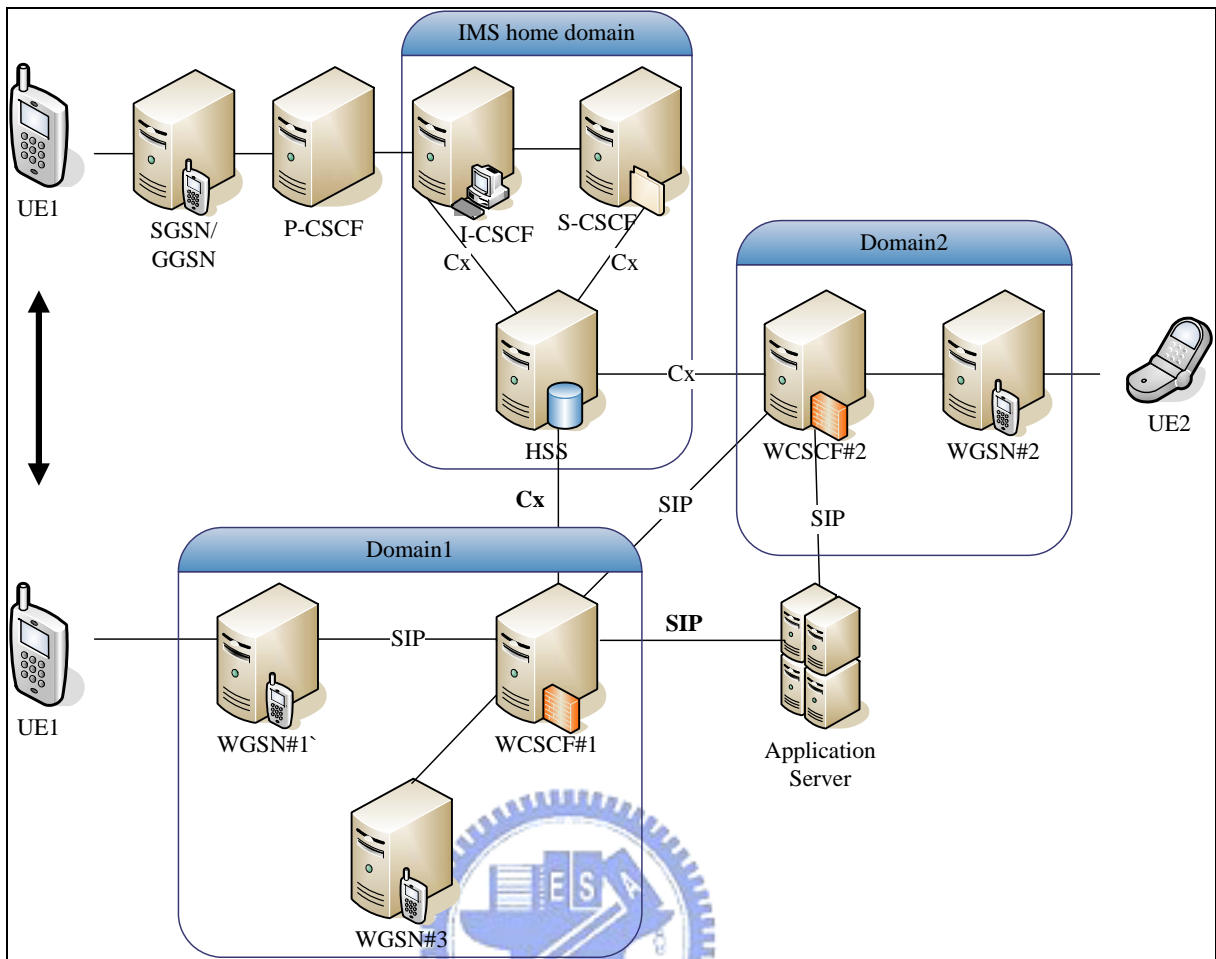 IMS home domain
UE1
SGSN/
GGSN
P-CSCF
I-CSCF
S-CSCF
Cx
Cx
Domain2
HSS
Cx
WCSCF#2
WGSN#2
UE2
Cx
SIP
SIP
Domain1
UE1
SIP
SIP
WGSN#1`
WCSCF#1
Application
Server
WGSN#3
E S A